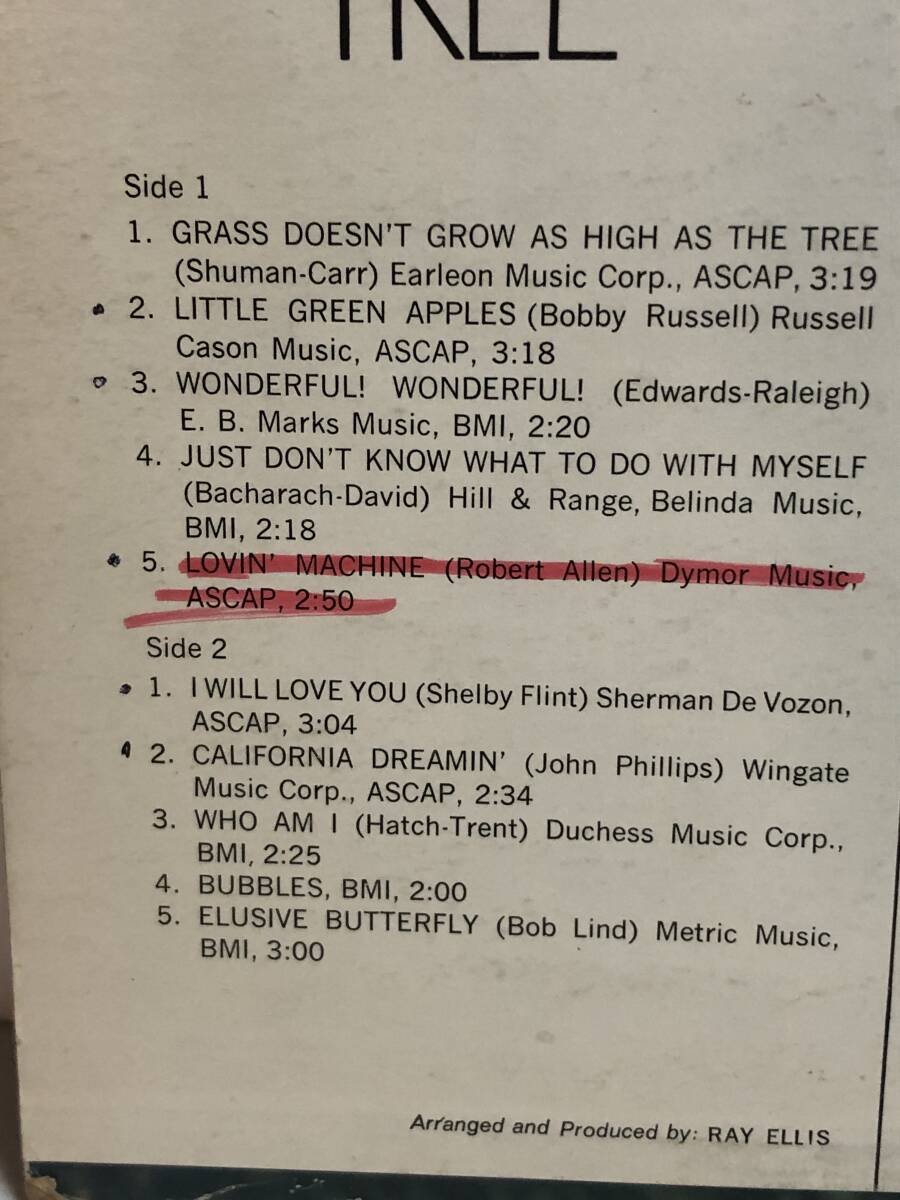 TREE
Side 1
1. GRASS DOESN'T GROW AS HIGH AS THE TREE
(Shuman-Carr) Earleon Music Corp., ASCAP, 3:19
2. LITTLE GREEN APPLES (Bobby Russell) Russell
Cason Music, ASCAP, 3:18
3. WONDERFUL! WONDERFUL! (Edwards-Raleigh)
E. B. Marks Music, BMI, 2:20
4. JUST DON'T KNOW WHAT TO DO WITH MYSELF
(Bacharach-David) Hill & Range, Belinda Music,
BMI, 2:18
5. LOVIN' MACHINE (Robert Allen) Dymor Music,
ASCAP, 2:50
Side 2
1. I WILL LOVE YOU (Shelby Flint) Sherman De Vozon,
ASCAP, 3:04
2. CALIFORNIA DREAMIN' (John Phillips) Wingate
Music Corp., ASCAP, 2:34
3. WHO AM I (Hatch-Trent) Duchess Music Corp.,
BMI, 2:25
4. BUBBLES, BMI, 2:00
5. ELUSIVE BUTTERFLY (Bob Lind) Metric Music,
BMI, 3:00
Arranged and Produced by: RAY ELLIS